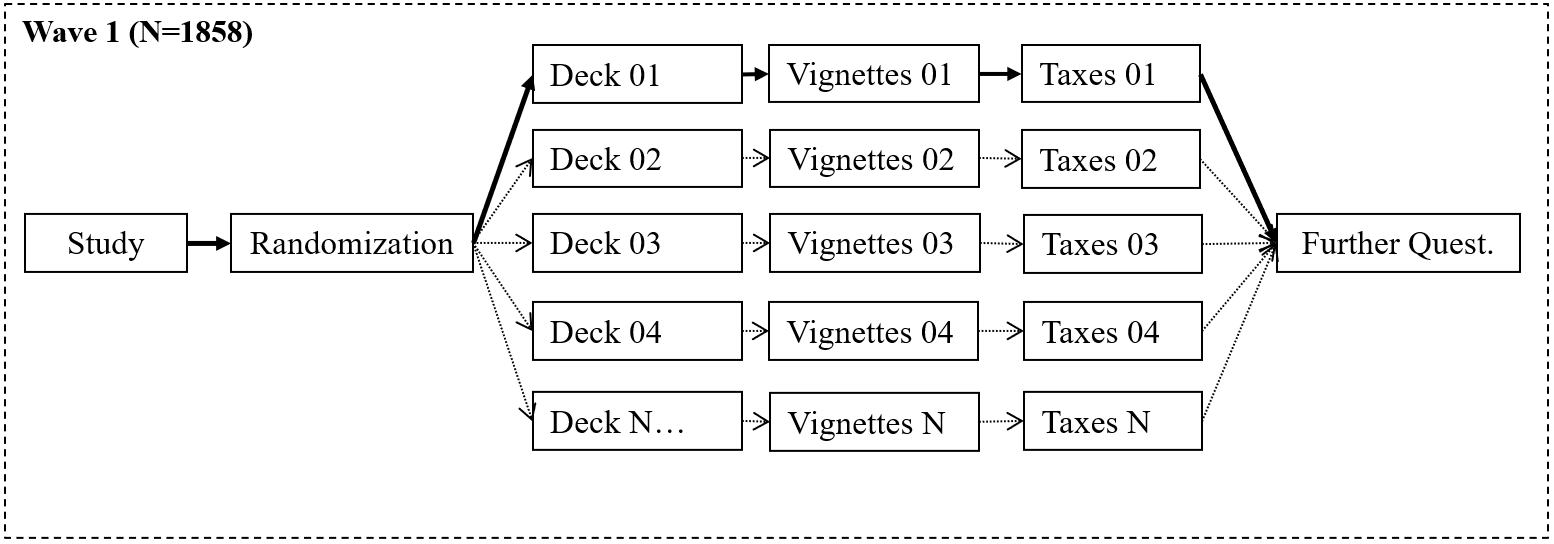 Wave 1 (N=1858)
Deck 01
Vignettes 01
Taxes 01
Deck 02
Vignettes 02
Taxes 02
Study
Randomization
Deck 03
Vignettes 03
Taxes 03
Further Quest.
Deck 04
Vignettes 04
Taxes 04
Deck N…
Vignettes N
Taxes N